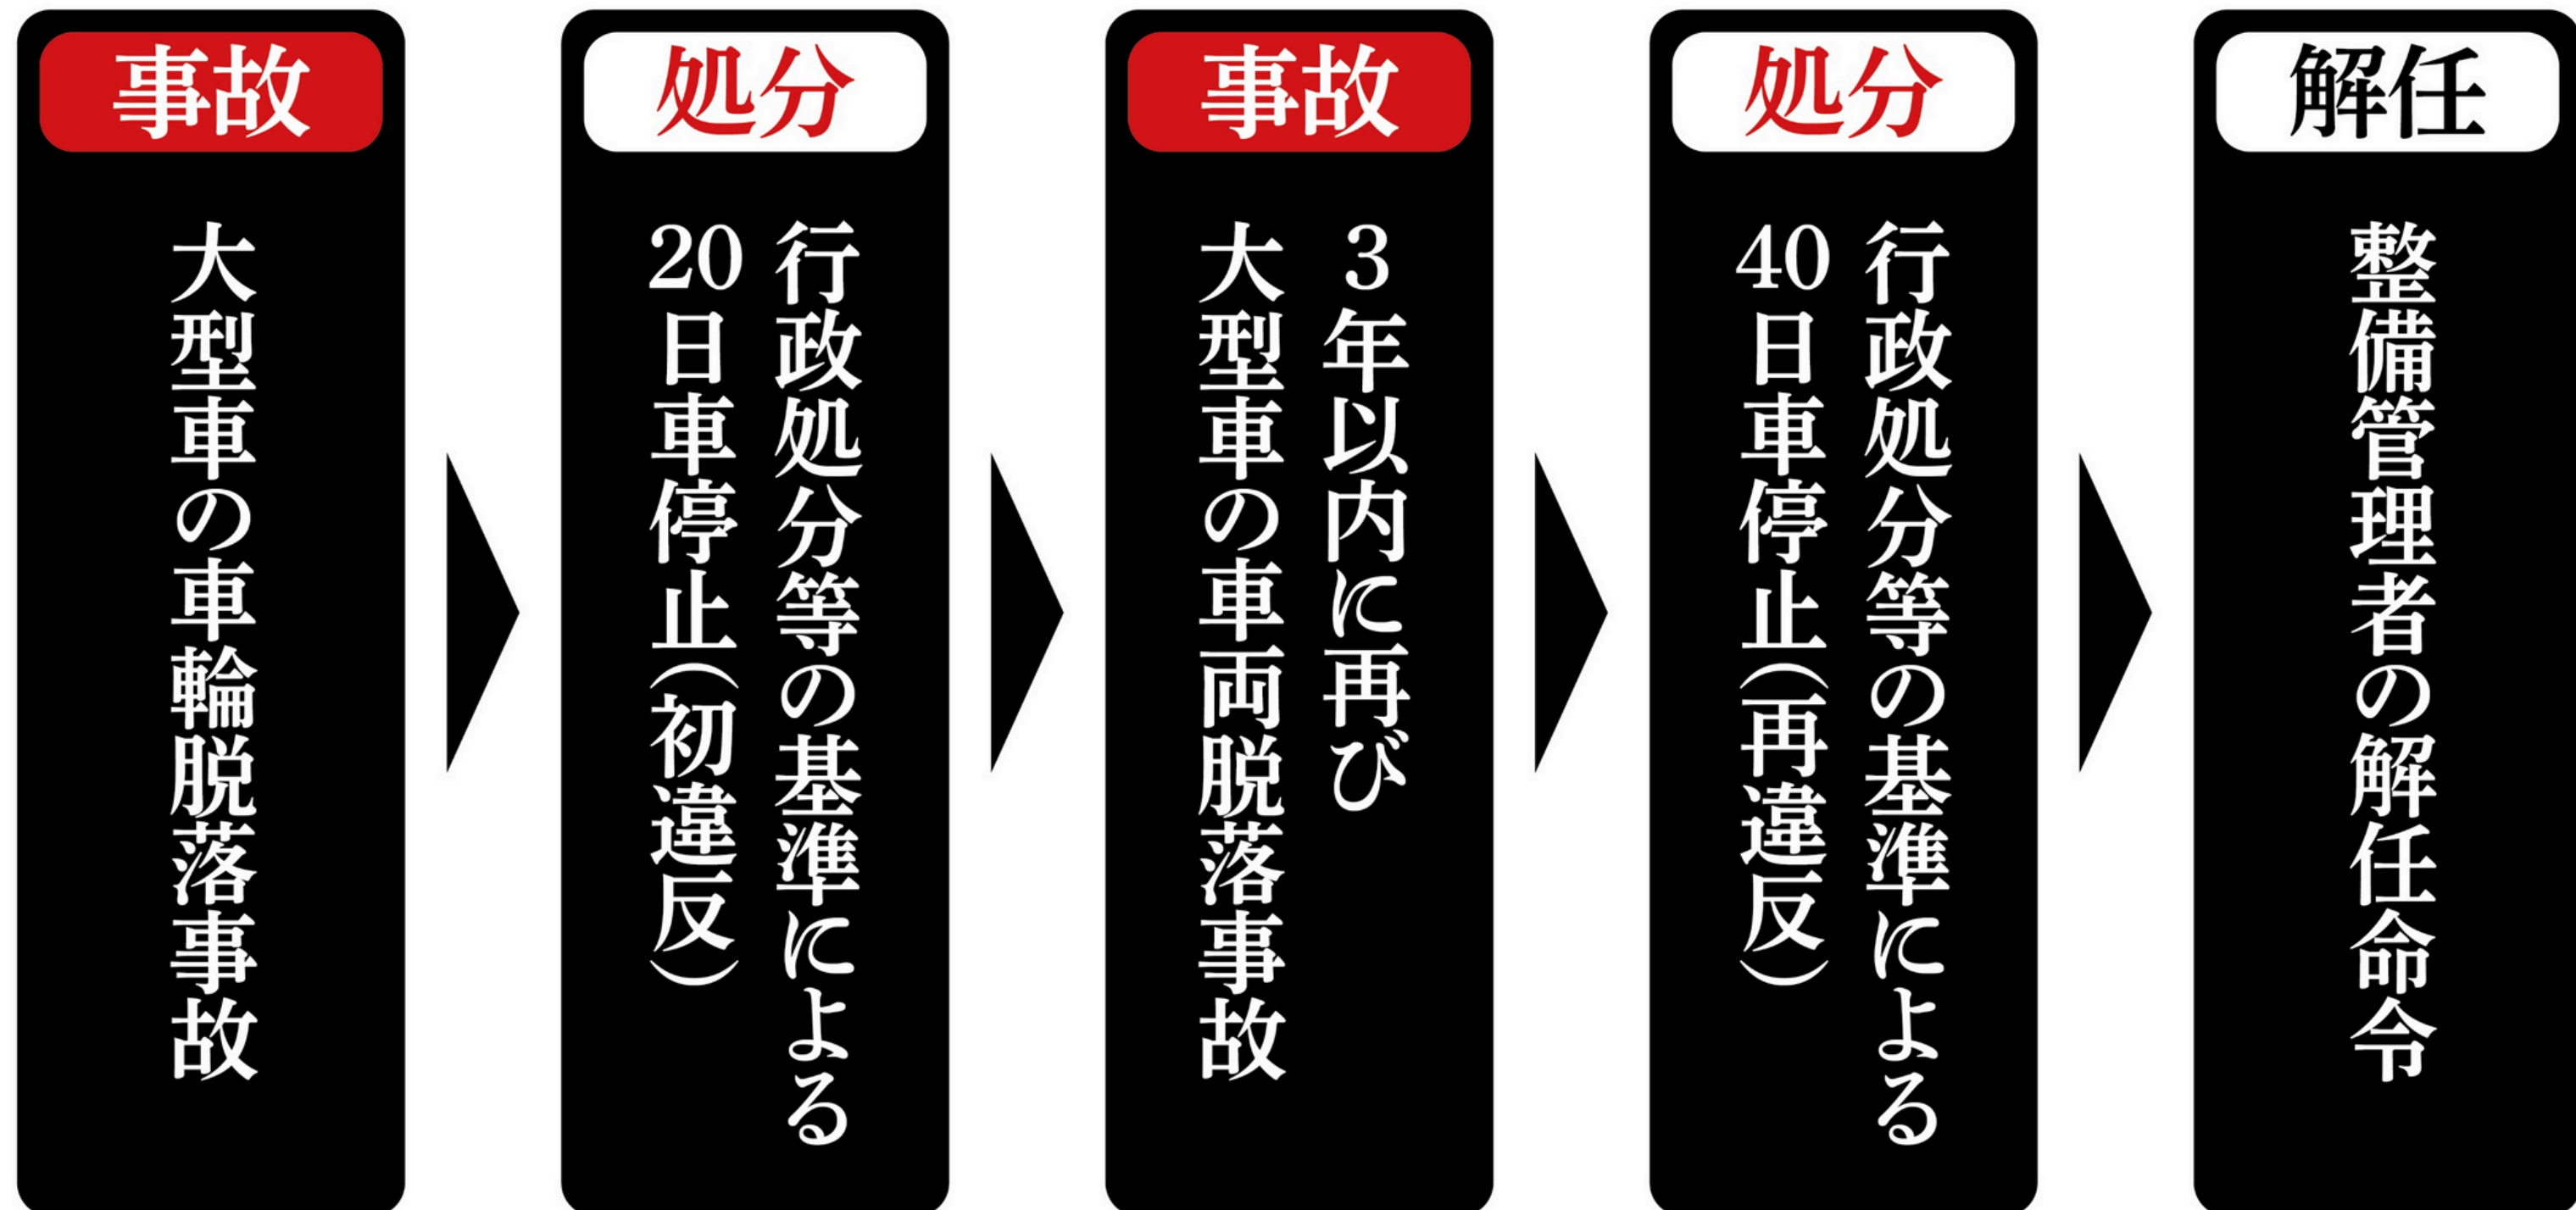 事故
大型車の車輪脱落事故
処分
行政処分等の基準による
20日車停止(初違反)
事故
3年以内に再び
大型車の車両脱落事故
処分
行政処分等の基準による
40日車停止(再違反)
解任
整備管理者の解任命令